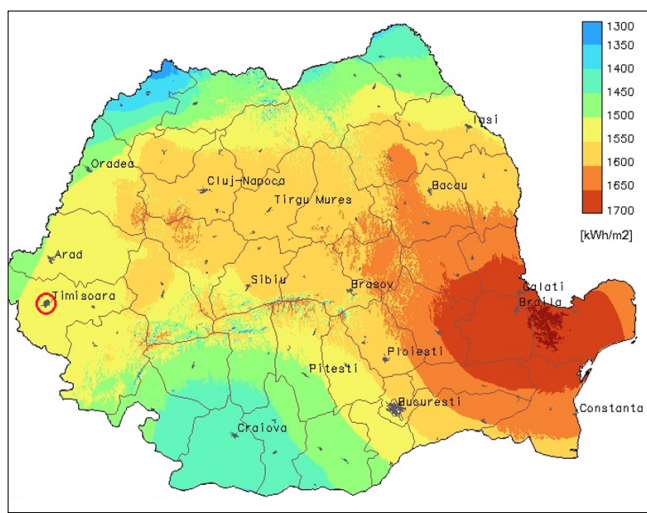 1300
1350
1400
1450
1500
1550
1600
1650
1700
[kWh/m2]
Iasi
Oradea
Cluj-Napoca
Bacau
Tirgu Mures
Arad
Timisoara
Sibiu
Brasov
Galati
Braila
Ploiesti
Pitesti
Bucuresti
Constanta
Craiova